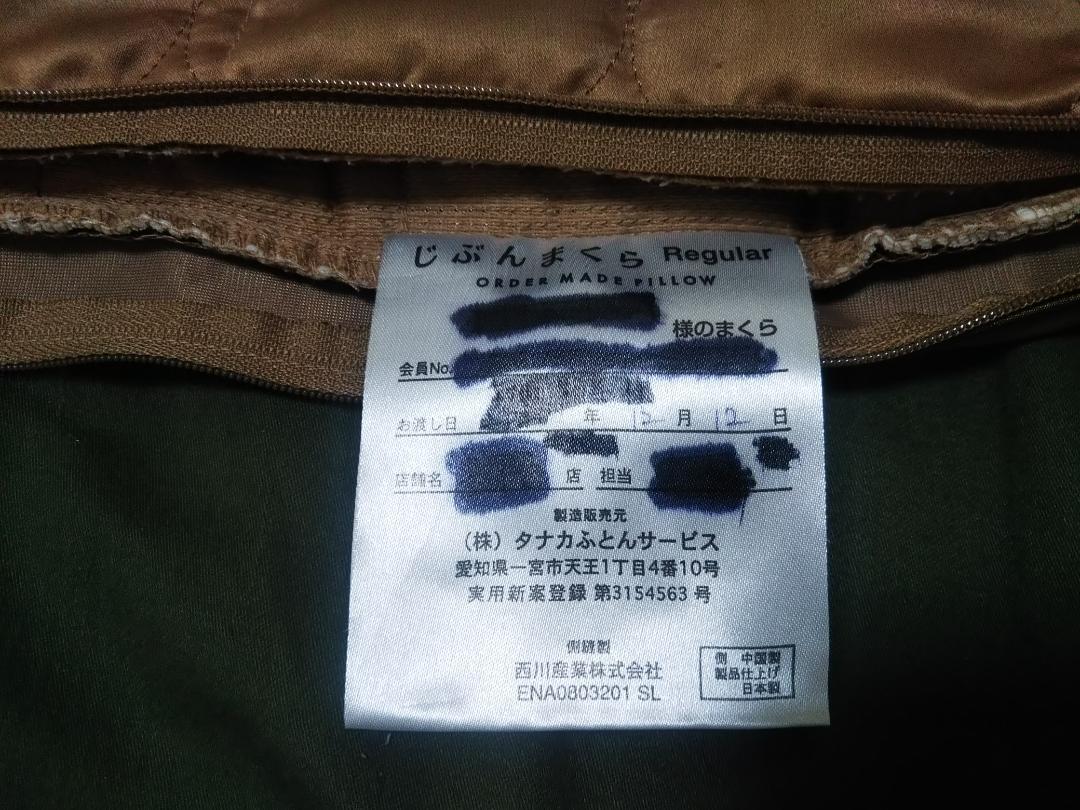 じぶんまくら Regular
ORDER MADE PILLOW
様のまくら
会員No.
お渡し日 年 12 月 12 日
店舗名 店 担当
製造販売元
（株）タナカふとんサービス
愛知県一宮市天王1丁目4番10号
実用新案登録 第3154563 号
側縫製
西川産業株式会社
ENA0803201 SL
側 中国製
製品仕上げ
日本製